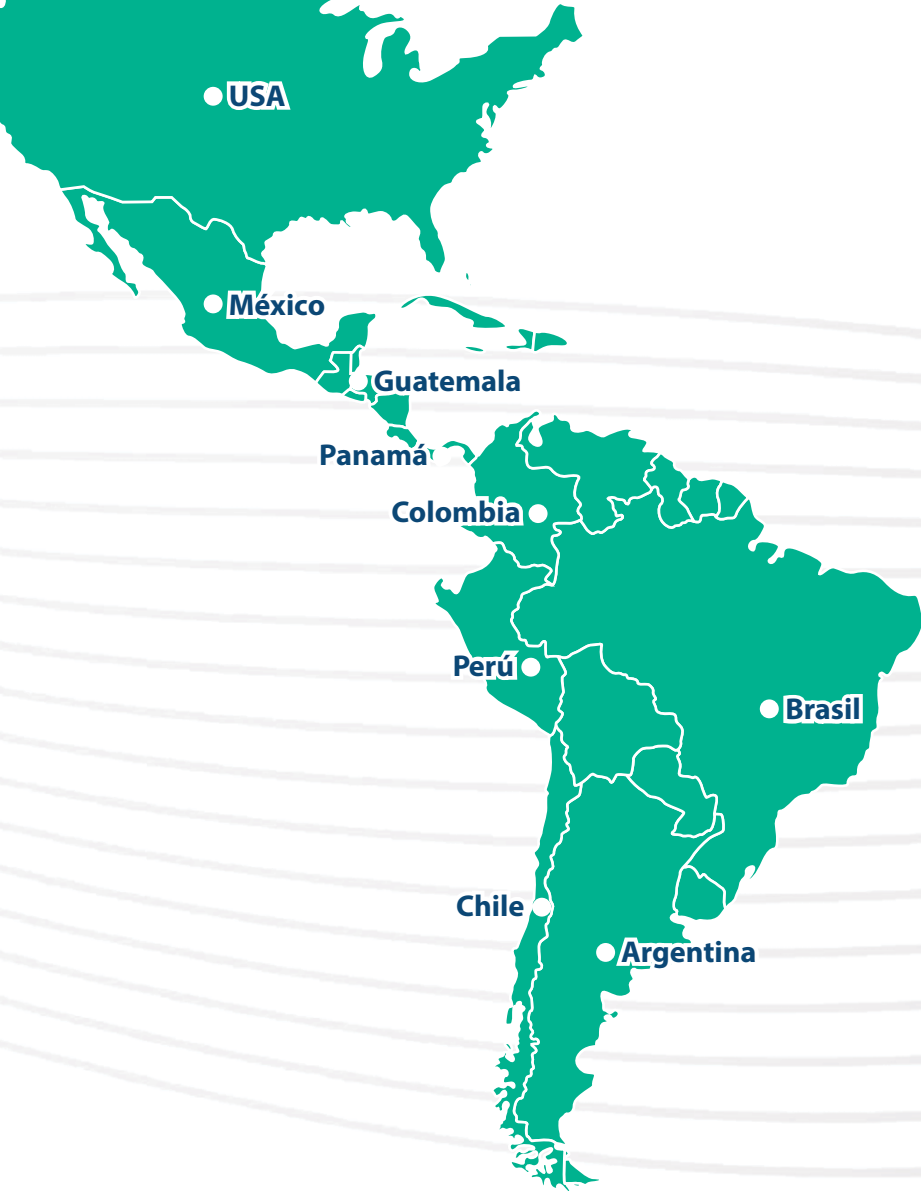 USA
México
Guatemala
Panamá
Colombia
Perú
Brasil
Chile
Argentina